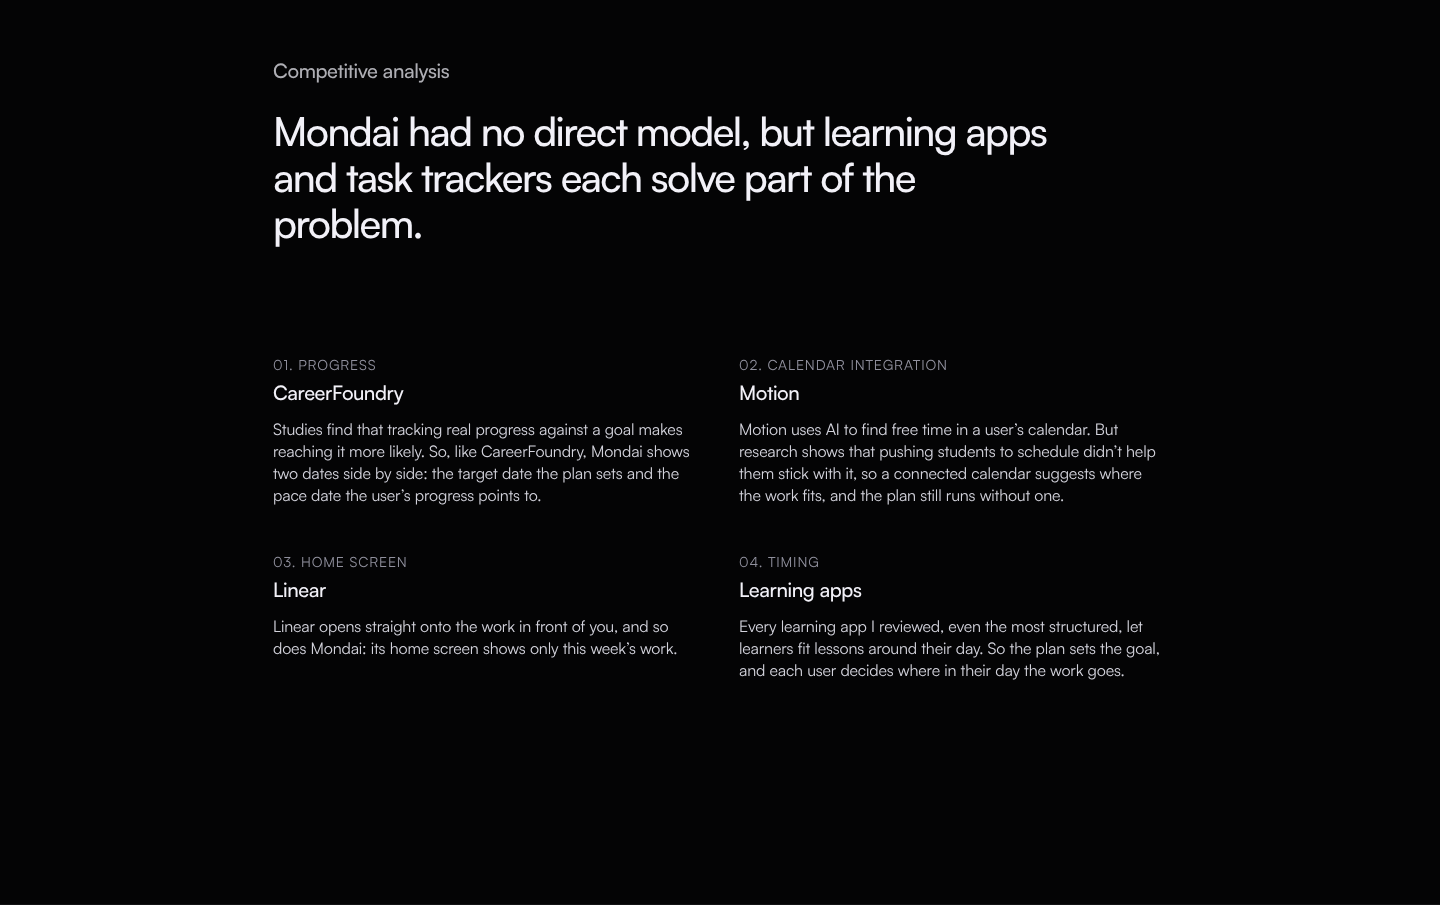 Competitive analysis
Mondai had no direct model, but learning apps
and task trackers each solve part of the
problem.
01. PROGRESS
CareerFoundry
Studies find that tracking real progress against a goal makes
reaching it more likely. So, like CareerFoundry, Mondai shows
two dates side by side: the target date the plan sets and the
pace date the user’s progress points to.
02. CALENDAR INTEGRATION
Motion
Motion uses AI to find free time in a user’s calendar. But
research shows that pushing students to schedule didn’t help
them stick with it, so a connected calendar suggests where
the work fits, and the plan still runs without one.
03. HOME SCREEN
Linear
Linear opens straight onto the work in front of you, and so
does Mondai: its home screen shows only this week’s work.
04. TIMING
Learning apps
Every learning app I reviewed, even the most structured, let
learners fit lessons around their day. So the plan sets the goal,
and each user decides where in their day the work goes.